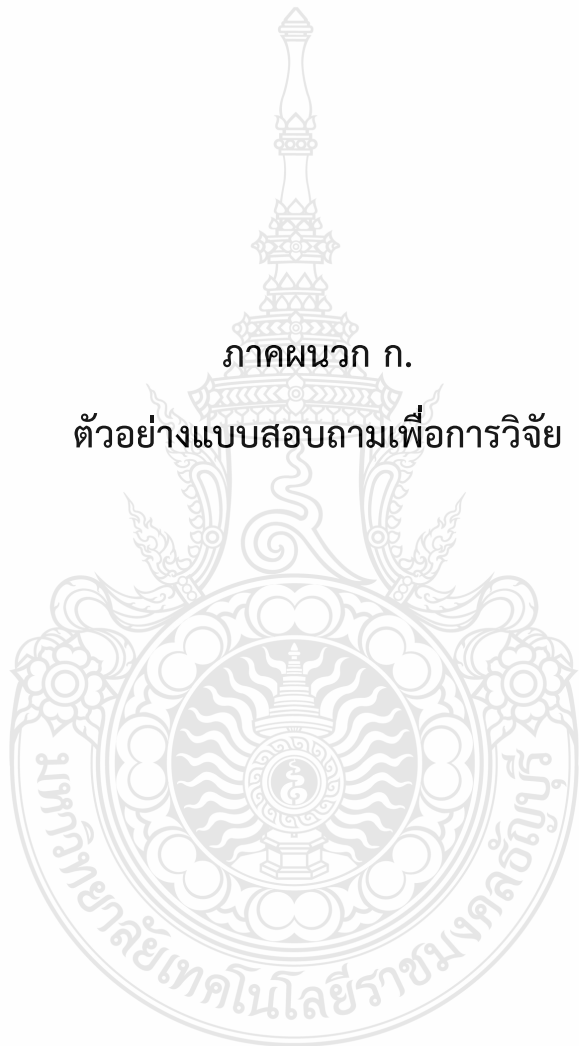 ภาคผนวก ก.
ตัวอย่างแบบสอบถามเพื่อการวิจัย
มหาวิทยาลัยเทคโนโลยีราชมงคลธัญบุรี